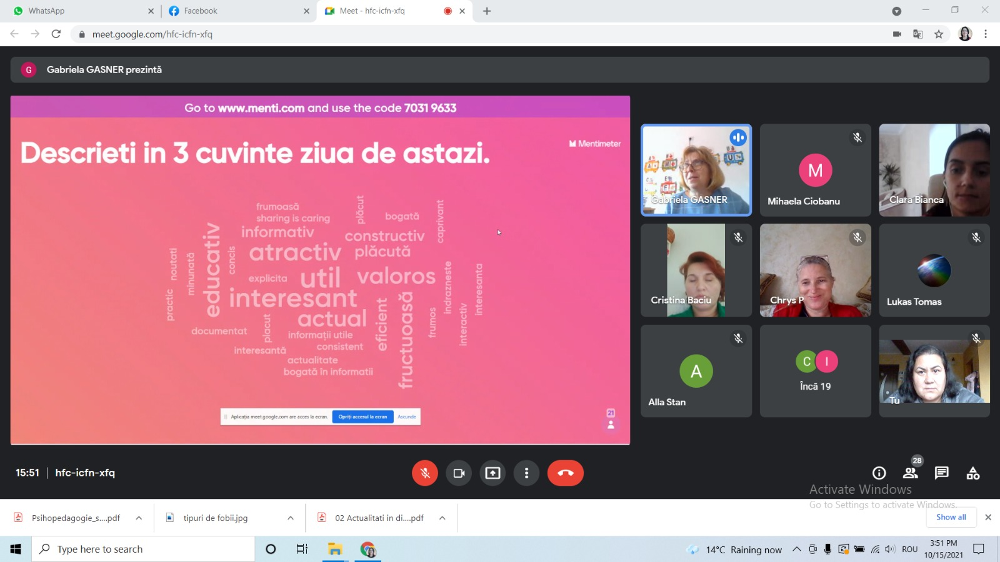 WhatsApp
Facebook
Meet - hfc-icfn-xfq
meet.google.com/hfc-icfn-xfq
G
Gabriela GASNER prezintă
Go to www.menti.com and use the code 7031 9633
Descrieti in 3 cuvinte ziua de astazi.
Mentimeter
frumoasă
sharing is caring
plăcut
bogată
captivant
informativ
constructiv
educativ
atractiv
plăcută
noutati
minunată
concis
explicita
util
valoros
indrazneste
interesanta
practic
interesant
actual
eficient
fructuoasă
frumos
interactiv
documentat
placut
informații utile
consistent
interesantă
actualitate
bogată în informatii
Aplicația meet.google.com are acces la ecran.
Opriți accesul la ecran
Ascunde
21
Gabriela GASNER
M
Mihaela Ciobanu
Clara Bianca
Cristina Baciu
Chrys P
Lukas Tomas
A
Alla Stan
C I
Încă 19
Tu
15:51 | hfc-icfn-xfq
28
Activate Windows
Go to Settings to activate Windows.
Psihopedagogie_s....pdf
tipuri de fobii.jpg
02 Actualitati in di....pdf
Show all
Type here to search
14°C Raining now
ROU
3:51 PM
10/15/2021